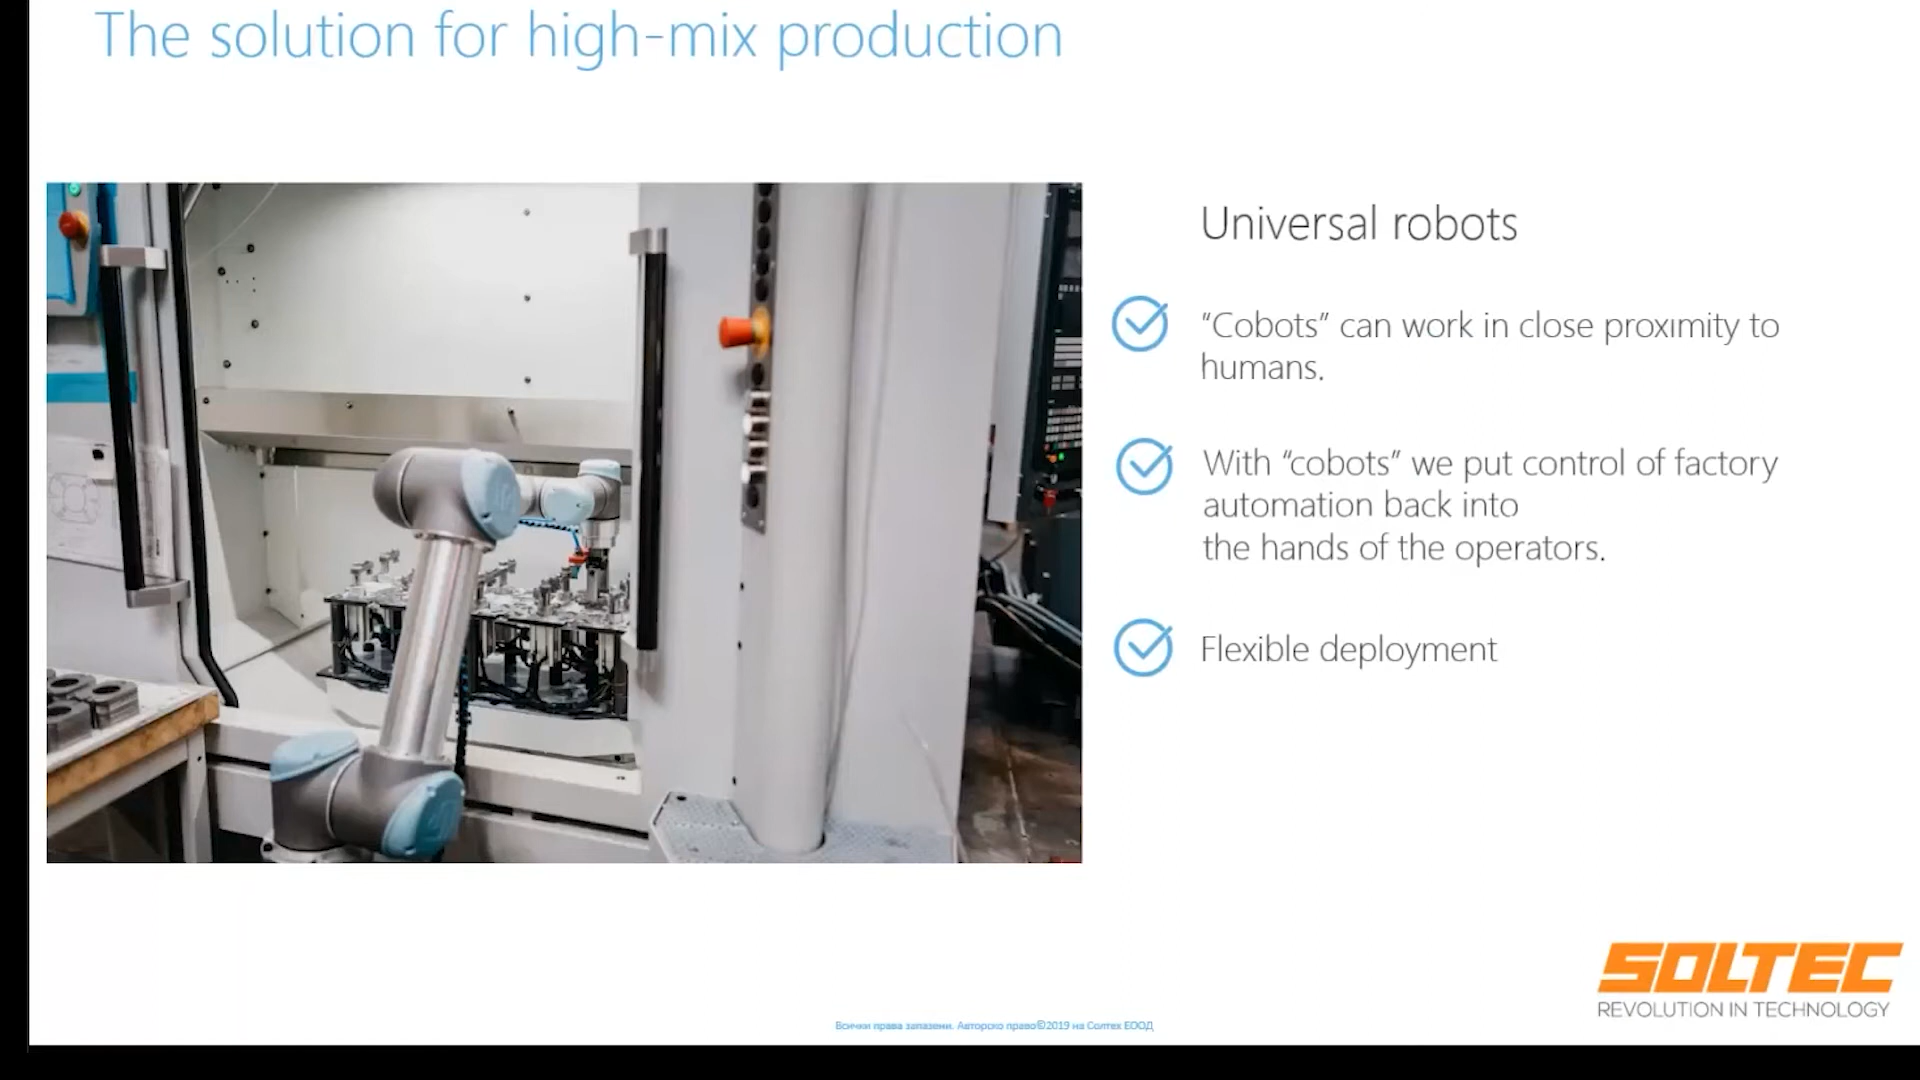 The solution for high-mix production
Universal robots
“Cobots” can work in close proximity to
humans.
With “cobots” we put control of factory
automation back into
the hands of the operators.
Flexible deployment
SOLTEC
REVOLUTION IN TECHNOLOGY
Всички права запазени. Авторско право©2019 на Солтек ЕООД